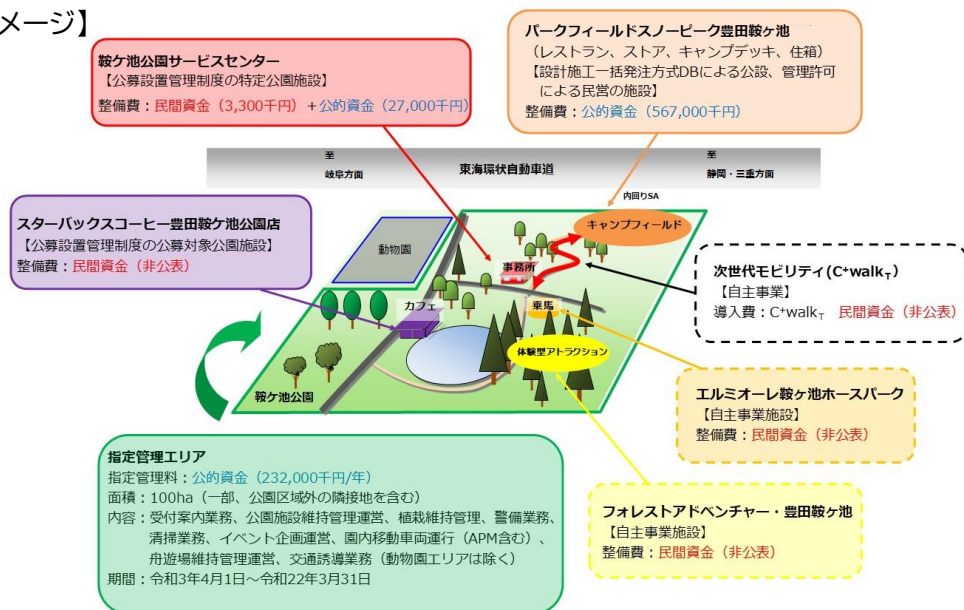 メージ】
鞍ケ池公園サービスセンター
【公募設置管理制度の特定公園施設】
整備費：民間資金（3,300千円）＋公的資金（27,000千円）
パークフィールドスノーピーク豊田鞍ケ池
（レストラン、ストア、キャンプデッキ、住箱）
【設計施工一括発注方式DBによる公設、管理許可
による民営の施設】
整備費：公的資金（567,000千円）
至
岐阜方面
東海環状自動車道
至
静岡・三重方面
内回りSA
スターバックスコーヒー豊田鞍ケ池公園店
【公募設置管理制度の公募対象公園施設】
整備費：民間資金（非公表）
動物園
キャンプフィールド
事務所
カフェ
乗馬
体験型アトラクション
鞍ケ池公園
次世代モビリティ(C⁺walkT）
【自主事業】
導入費：C⁺walkT 民間資金（非公表）
エルミオーレ鞍ヶ池ホースパーク
【自主事業施設】
整備費：民間資金（非公表）
フォレストアドベンチャー・豊田鞍ケ池
【自主事業施設】
整備費：民間資金（非公表）
指定管理エリア
指定管理料：公的資金（232,000千円/年）
面積：100ha（一部、公園区域外の隣接地を含む）
内容：受付案内業務、公園施設維持管理運営、植栽維持管理、警備業務、
清掃業務、イベント企画運営、園内移動車両運行（APM含む）、
舟遊場維持管理運営、交通誘導業務（動物園エリアは除く）
期間：令和3年4月1日～令和22年3月31日